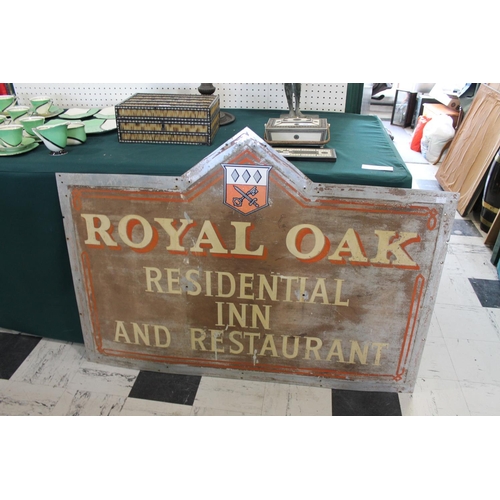 ROYAL OAK
RESIDENTIAL
INN
AND RESTAURANT